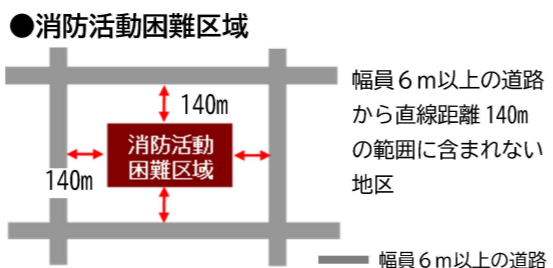 ●消防活動困難区域
140m
消防活動
困難区域
140m
幅員６ｍ以上の道路
から直線距離 140m
の範囲に含まれない
地区
幅員６ｍ以上の道路